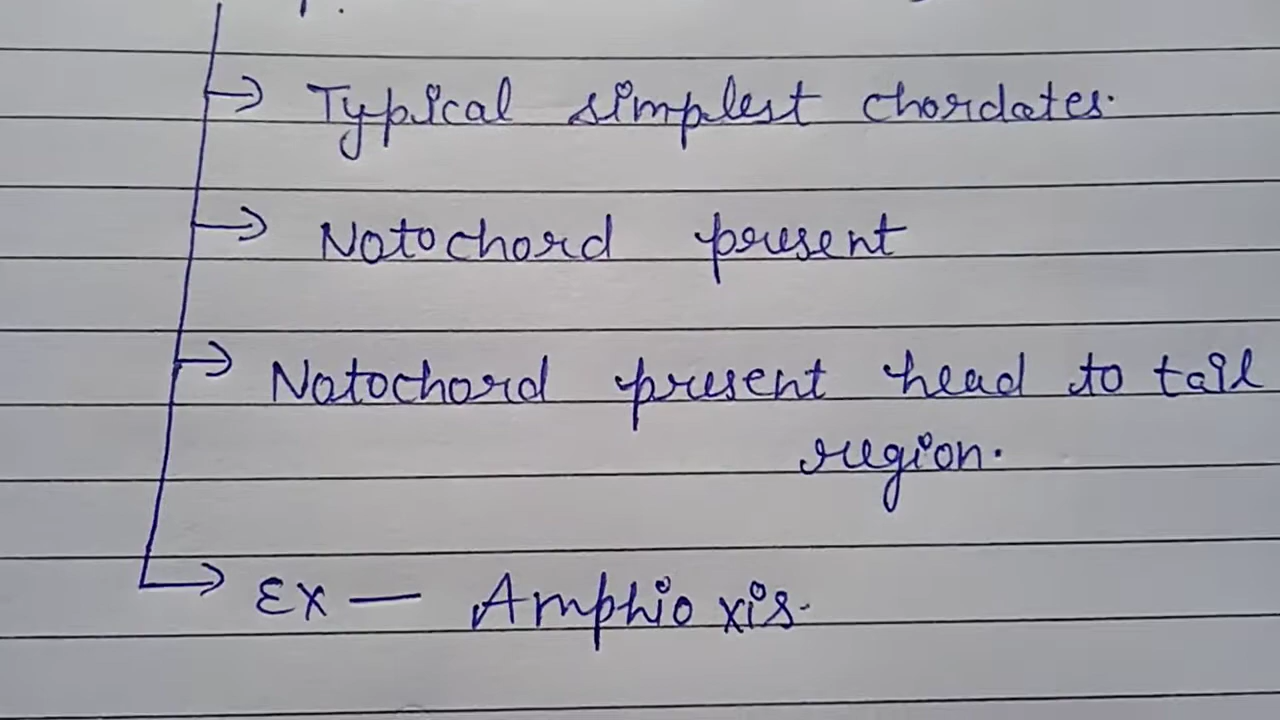 → Typical simplest chordates.
→ Notochord present
→ Notochord present head to tail
region.
→ Ex — Amphioxis.